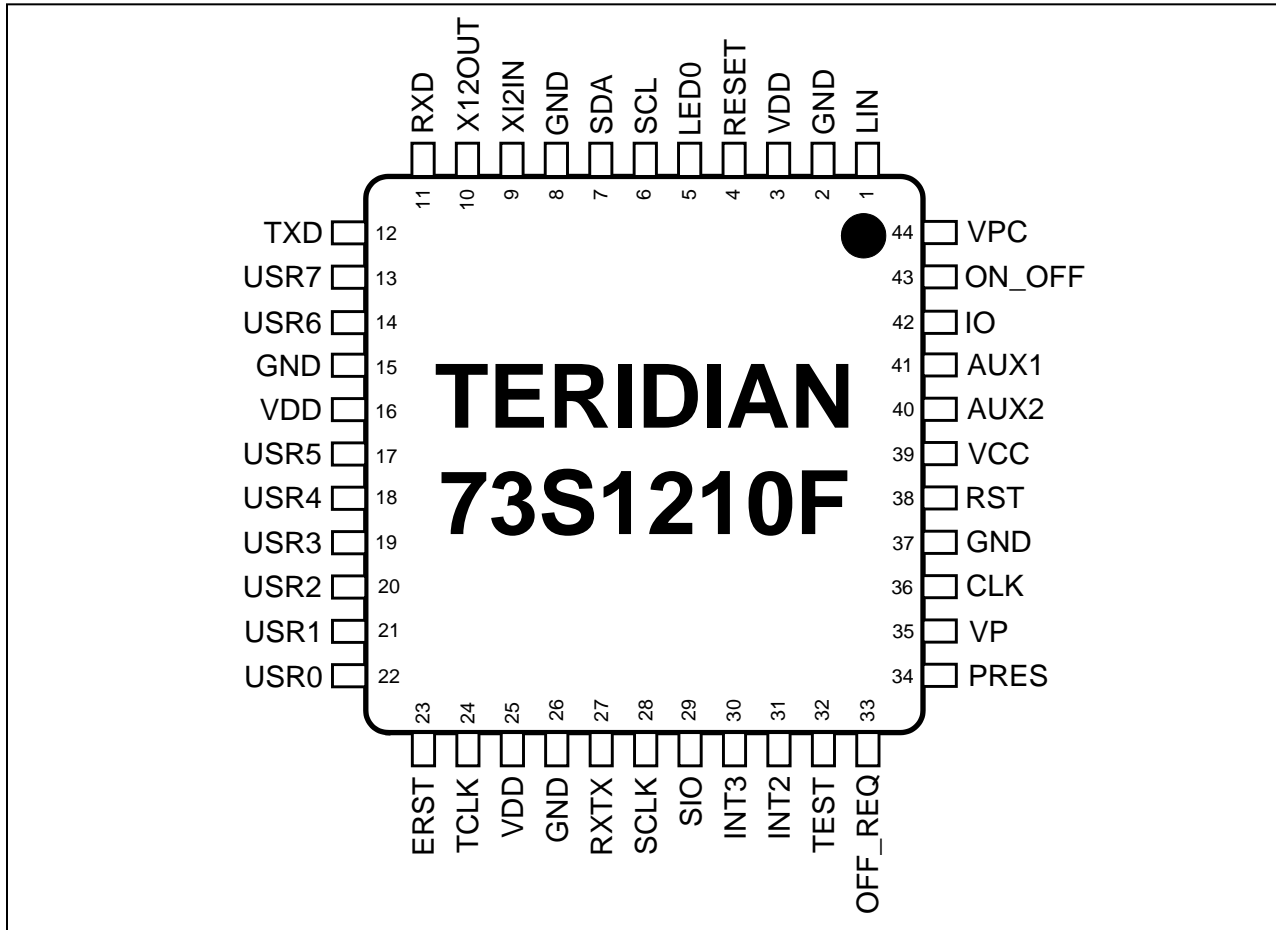 RXD
X12OUT
XI2IN
GND
SDA
SCL
LED0
RESET
VDD
GND
LIN
11
10
9
8
7
6
5
4
3
2
1
TXD 12
USR7 13
USR6 14
GND 15
VDD 16
USR5 17
USR4 18
USR3 19
USR2 20
USR1 21
USR0 22
TERIDIAN
73S1210F
44 VPC
43 ON_OFF
42 IO
41 AUX1
40 AUX2
39 VCC
38 RST
37 GND
36 CLK
35 VP
34 PRES
23
24
25
26
27
28
29
30
31
32
33
ERST
TCLK
VDD
GND
RXTX
SCLK
SIO
INT3
INT2
TEST
OFF_REQ